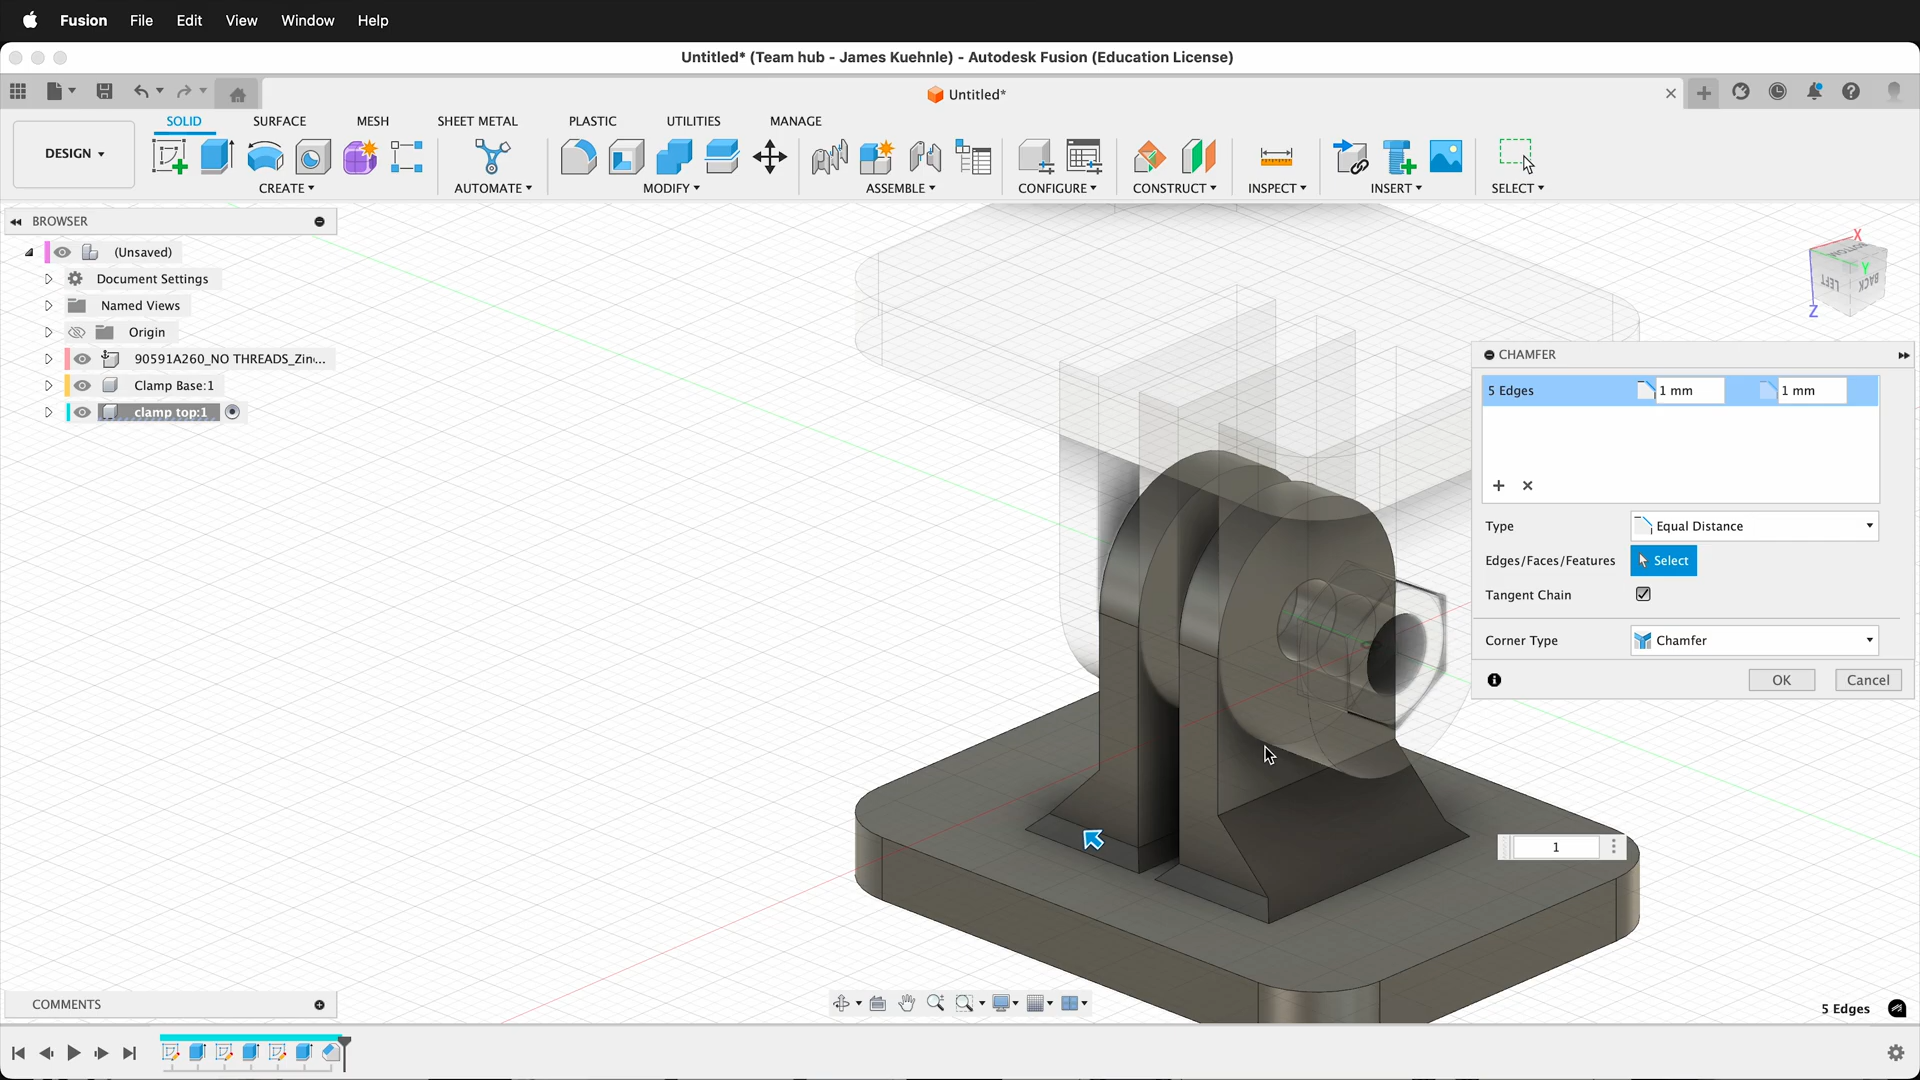 Fusion File Edit View Window Help
Untitled* (Team hub - James Kuehnle) - Autodesk Fusion (Education License)
Untitled*
SOLID SURFACE MESH SHEET METAL PLASTIC UTILITIES MANAGE
DESIGN
CREATE AUTOMATE MODIFY ASSEMBLE CONFIGURE CONSTRUCT INSPECT INSERT SELECT
BROWSER
(Unsaved)
Document Settings
Named Views
Origin
90591A260_NO THREADS_Zin...
Clamp Base:1
clamp top:1
X
Y
Z
BOTTOM
LEFT
BACK
CHAMFER
5 Edges 1 mm 1 mm
Type Equal Distance
Edges/Faces/Features Select
Tangent Chain
Corner Type Chamfer
OK Cancel
1
COMMENTS
5 Edges